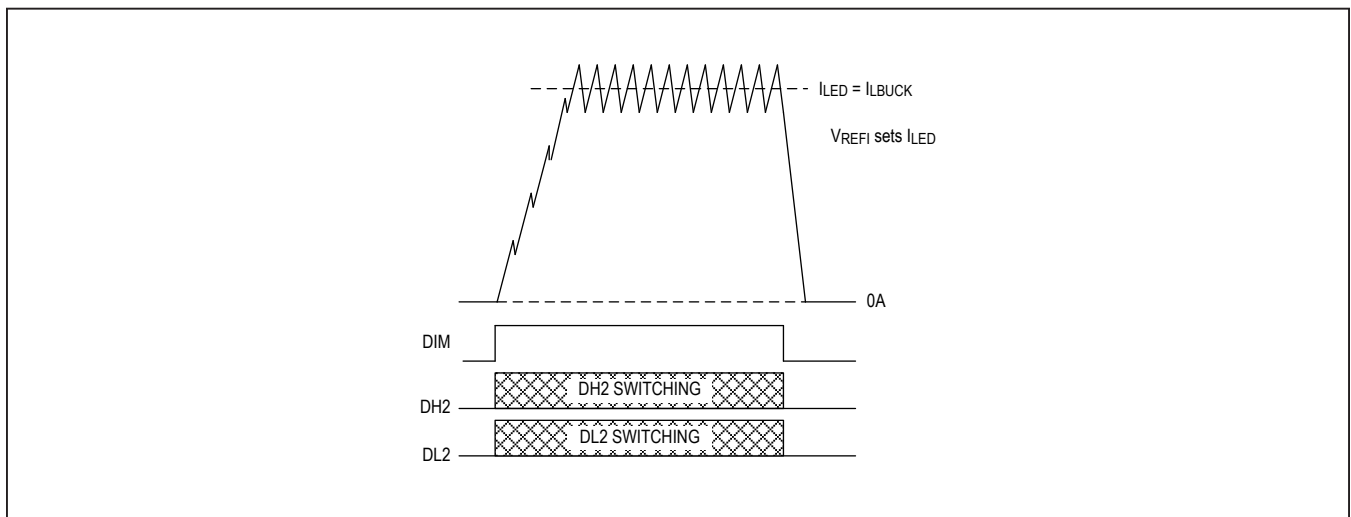 ILED = ILBUCK
VREFI sets ILED
0A
DIM
DH2 SWITCHING
DH2
DL2 SWITCHING
DL2